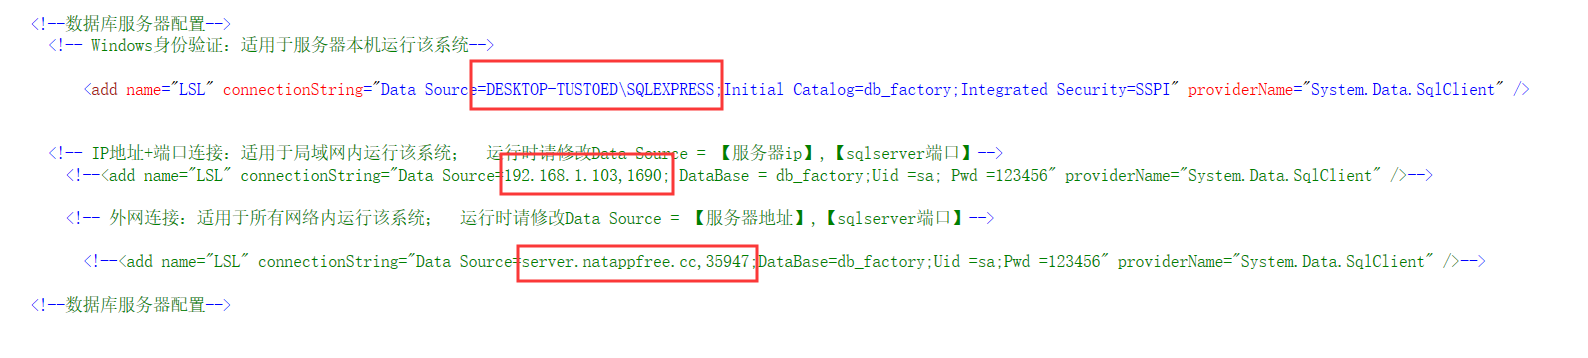 <!--数据库服务器配置-->
<!-- Windows身份验证：适用于服务器本机运行该系统-->
<add name="LSL" connectionString="Data Source=DESKTOP-TUSTOED\SQLEXPRESS;Initial Catalog=db_factory;Integrated Security=SSPI" providerName="System.Data.SqlClient" />
<!-- IP地址+端口连接：适用于局域网内运行该系统；  运行时请修改Data Source = 【服务器ip】,【sqlserver端口】-->
<!--<add name="LSL" connectionString="Data Source=192.168.1.103,1690; DataBase = db_factory;Uid =sa; Pwd =123456" providerName="System.Data.SqlClient" />-->
<!-- 外网连接：适用于所有网络内运行该系统；  运行时请修改Data Source = 【服务器地址】,【sqlserver端口】-->
<!--<add name="LSL" connectionString="Data Source=server.natappfree.cc,35947;DataBase=db_factory;Uid =sa;Pwd =123456" providerName="System.Data.SqlClient" />-->
<!--数据库服务器配置-->